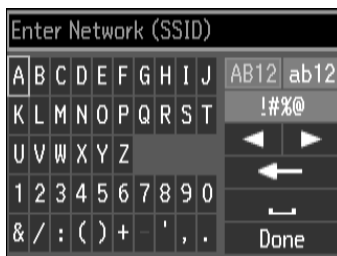 Enter Network (SSID)
A B C D E F G H I J AB12 ab12
K L M N O P Q R S T !#%@
U V W X Y Z
1 2 3 4 5 6 7 8 9 0
& / : ( ) + - ' , . Done